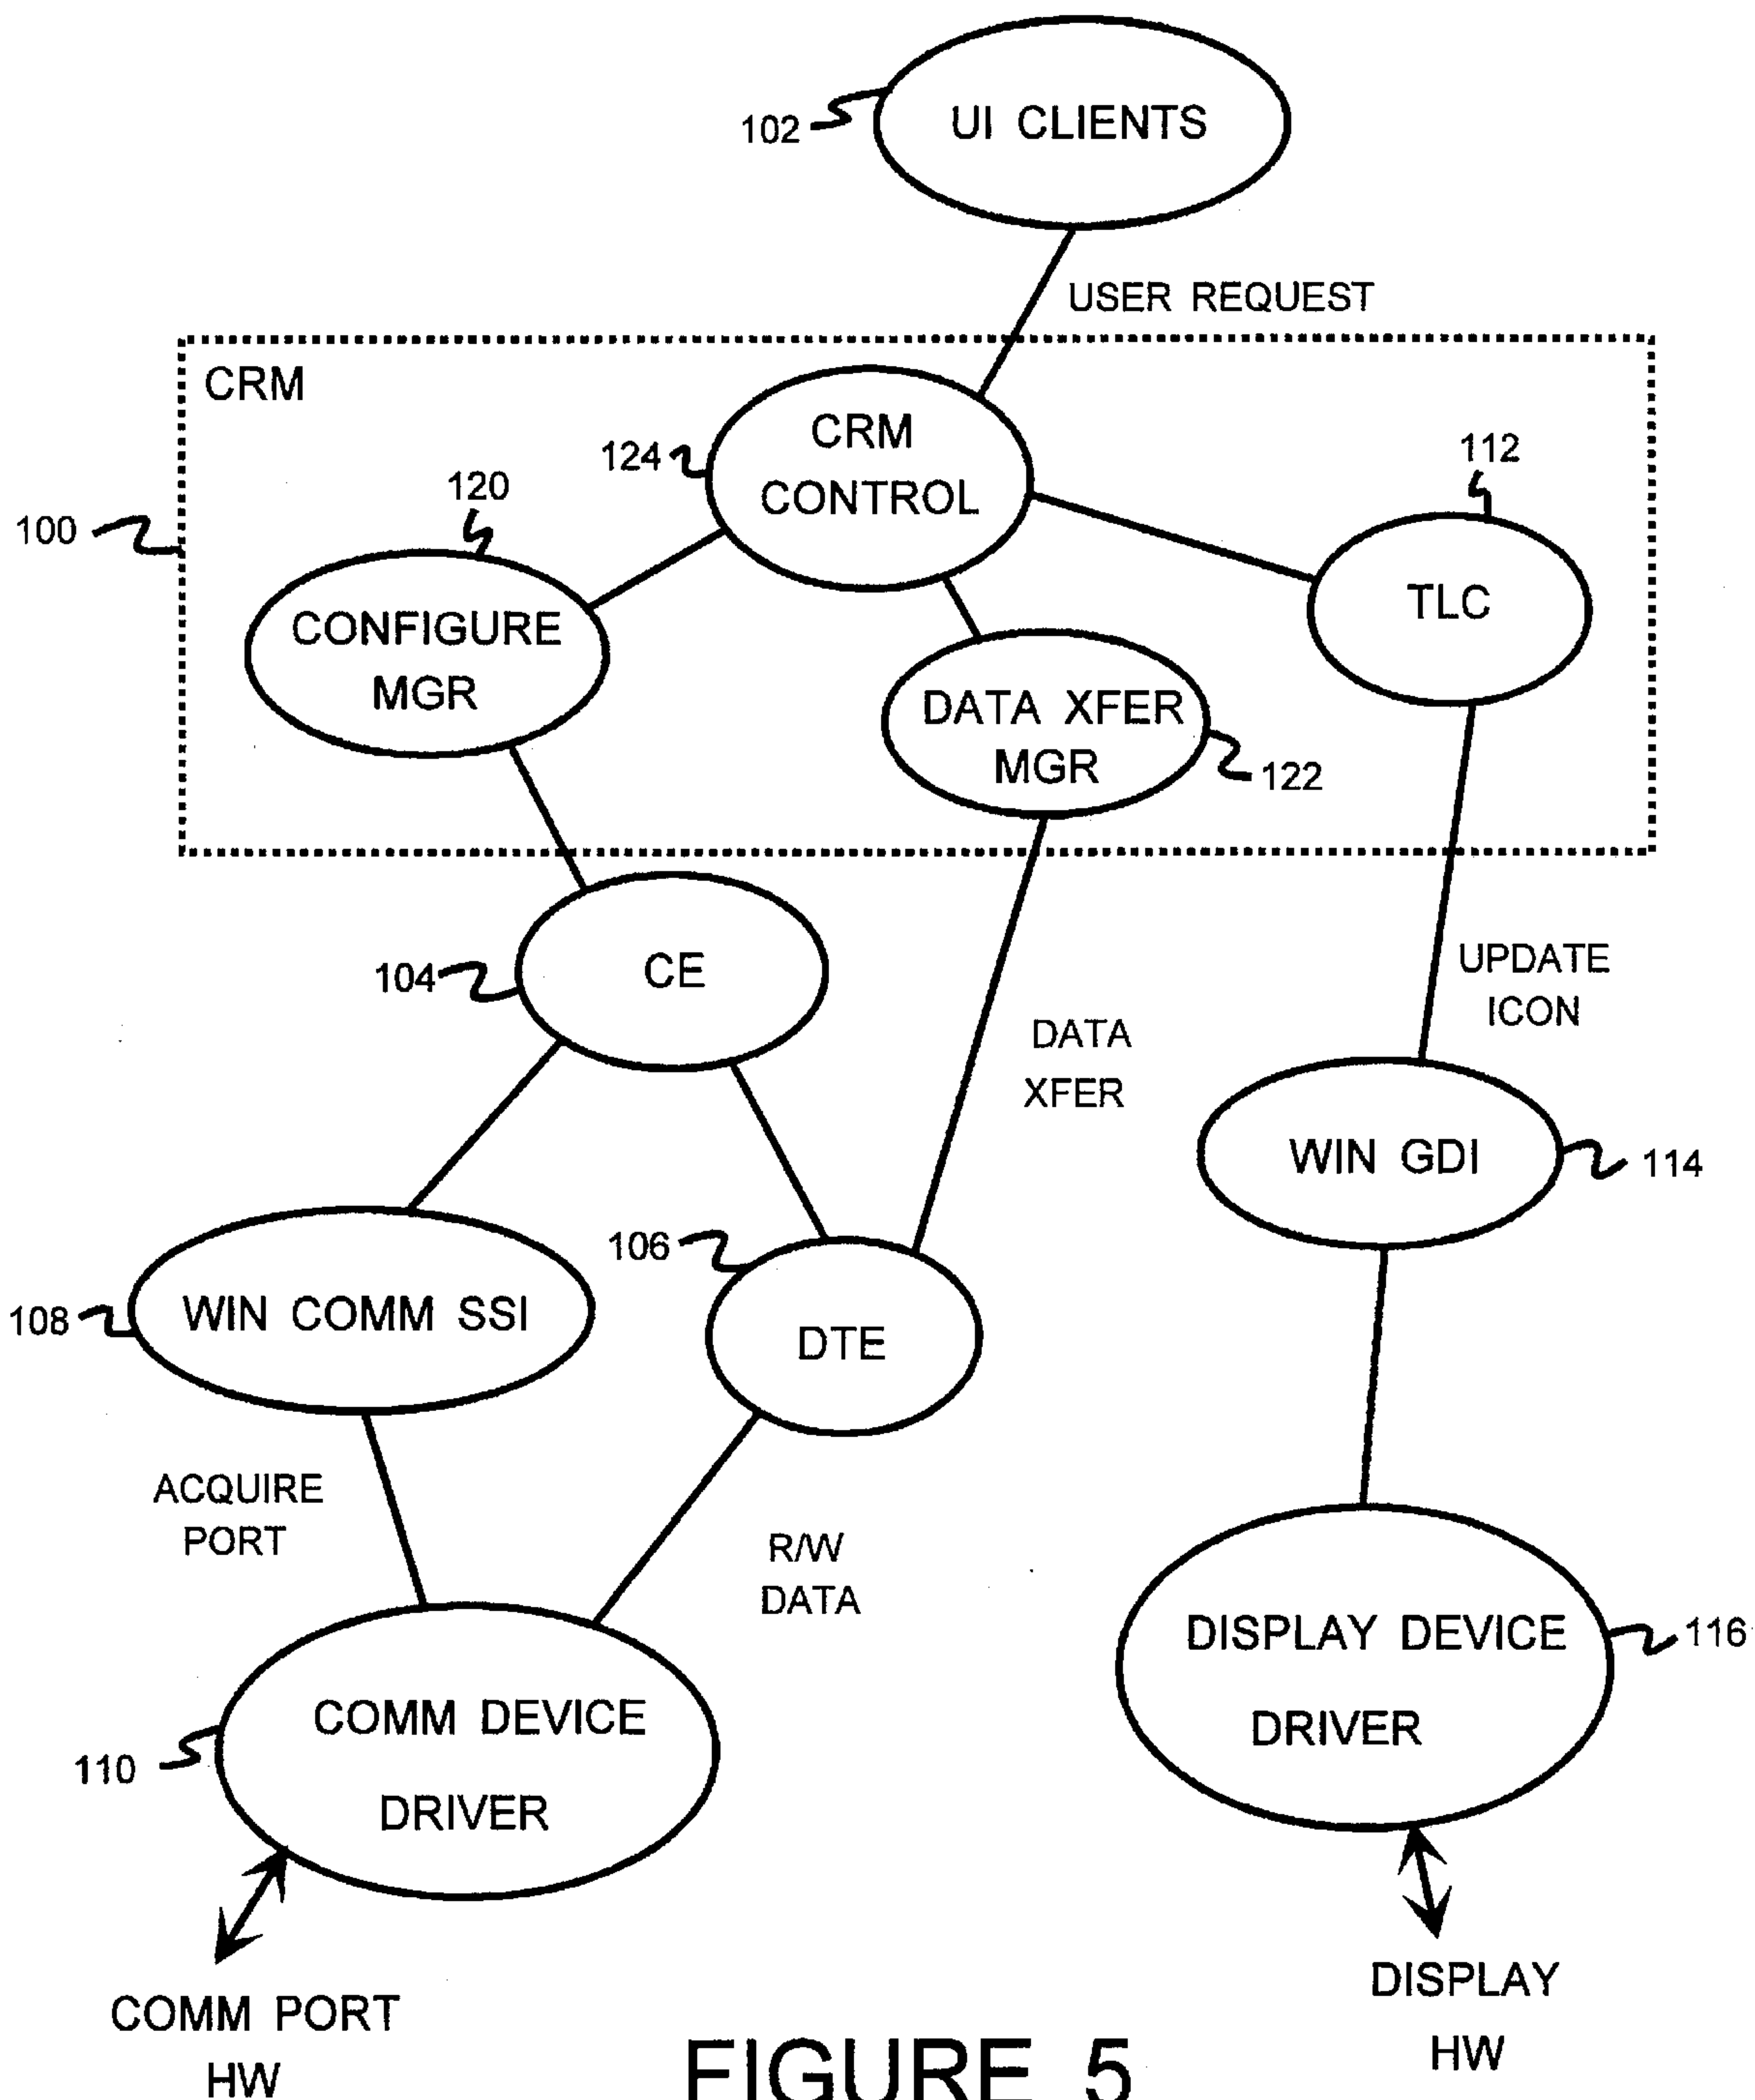 UI CLIENTS
102
USER REQUEST
CRM
CRM
CONTROL
124
112
120
100
TLC
CONFIGURE
MGR
DATA XFER
MGR
122
CE
104
UPDATE
ICON
DATA
XFER
WIN GDI
114
106
WIN COMM SSI
108
DTE
ACQUIRE
PORT
R/W
DATA
DISPLAY DEVICE
DRIVER
116
COMM DEVICE
DRIVER
110
DISPLAY
HW
COMM PORT
HW
FIGURE 5